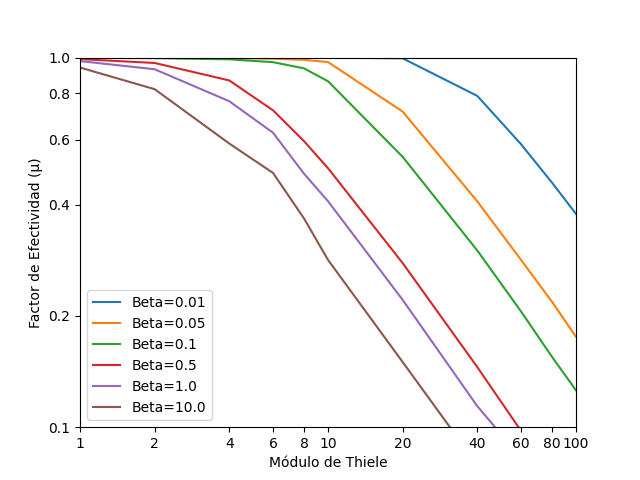 1.0
0.8
0.6
0.4
0.2
0.1
Factor de Efectividad (μ)
Beta=0.01
Beta=0.05
Beta=0.1
Beta=0.5
Beta=1.0
Beta=10.0
1 2 4 6 8 10 20 40 60 80 100
Módulo de Thiele